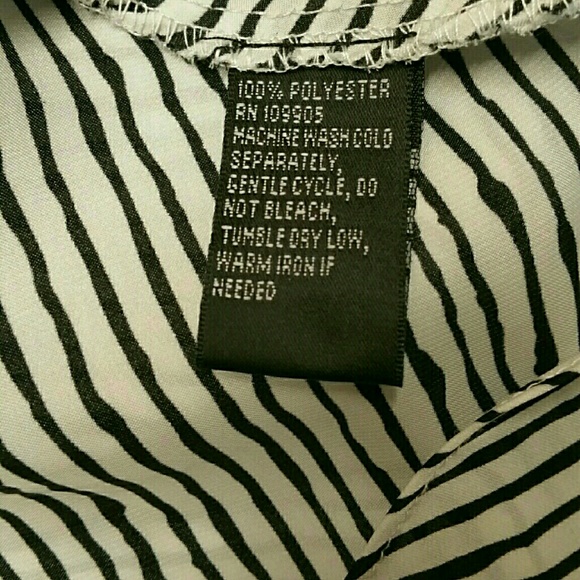 100% POLYESTER
RN 109905
MACHINE WASH COLD
SEPARATELY,
GENTLE CYCLE, DO
NOT BLEACH,
TUMBLE DRY LOW,
WARM IRON IF
NEEDED